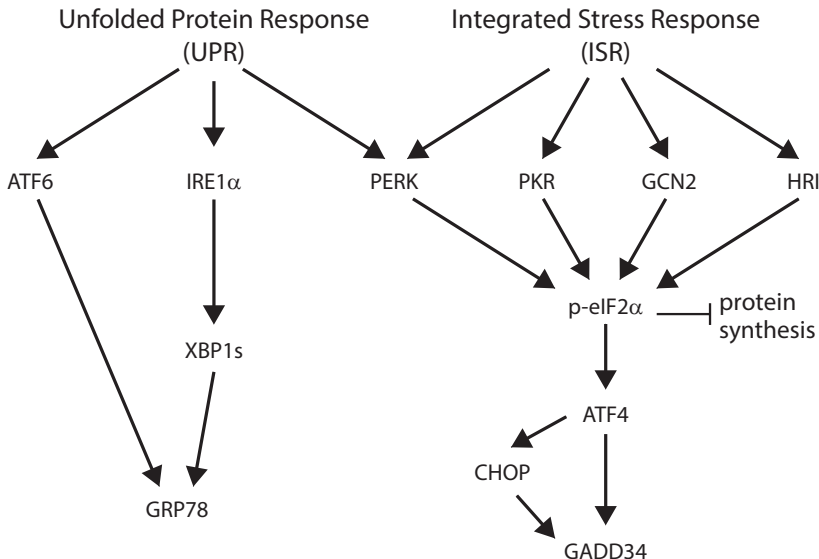 Unfolded Protein Response
(UPR)
Integrated Stress Response
(ISR)
ATF6
IRE1α
PERK
PKR
GCN2
HRI
p-eIF2α
protein
synthesis
XBP1s
ATF4
CHOP
GRP78
GADD34